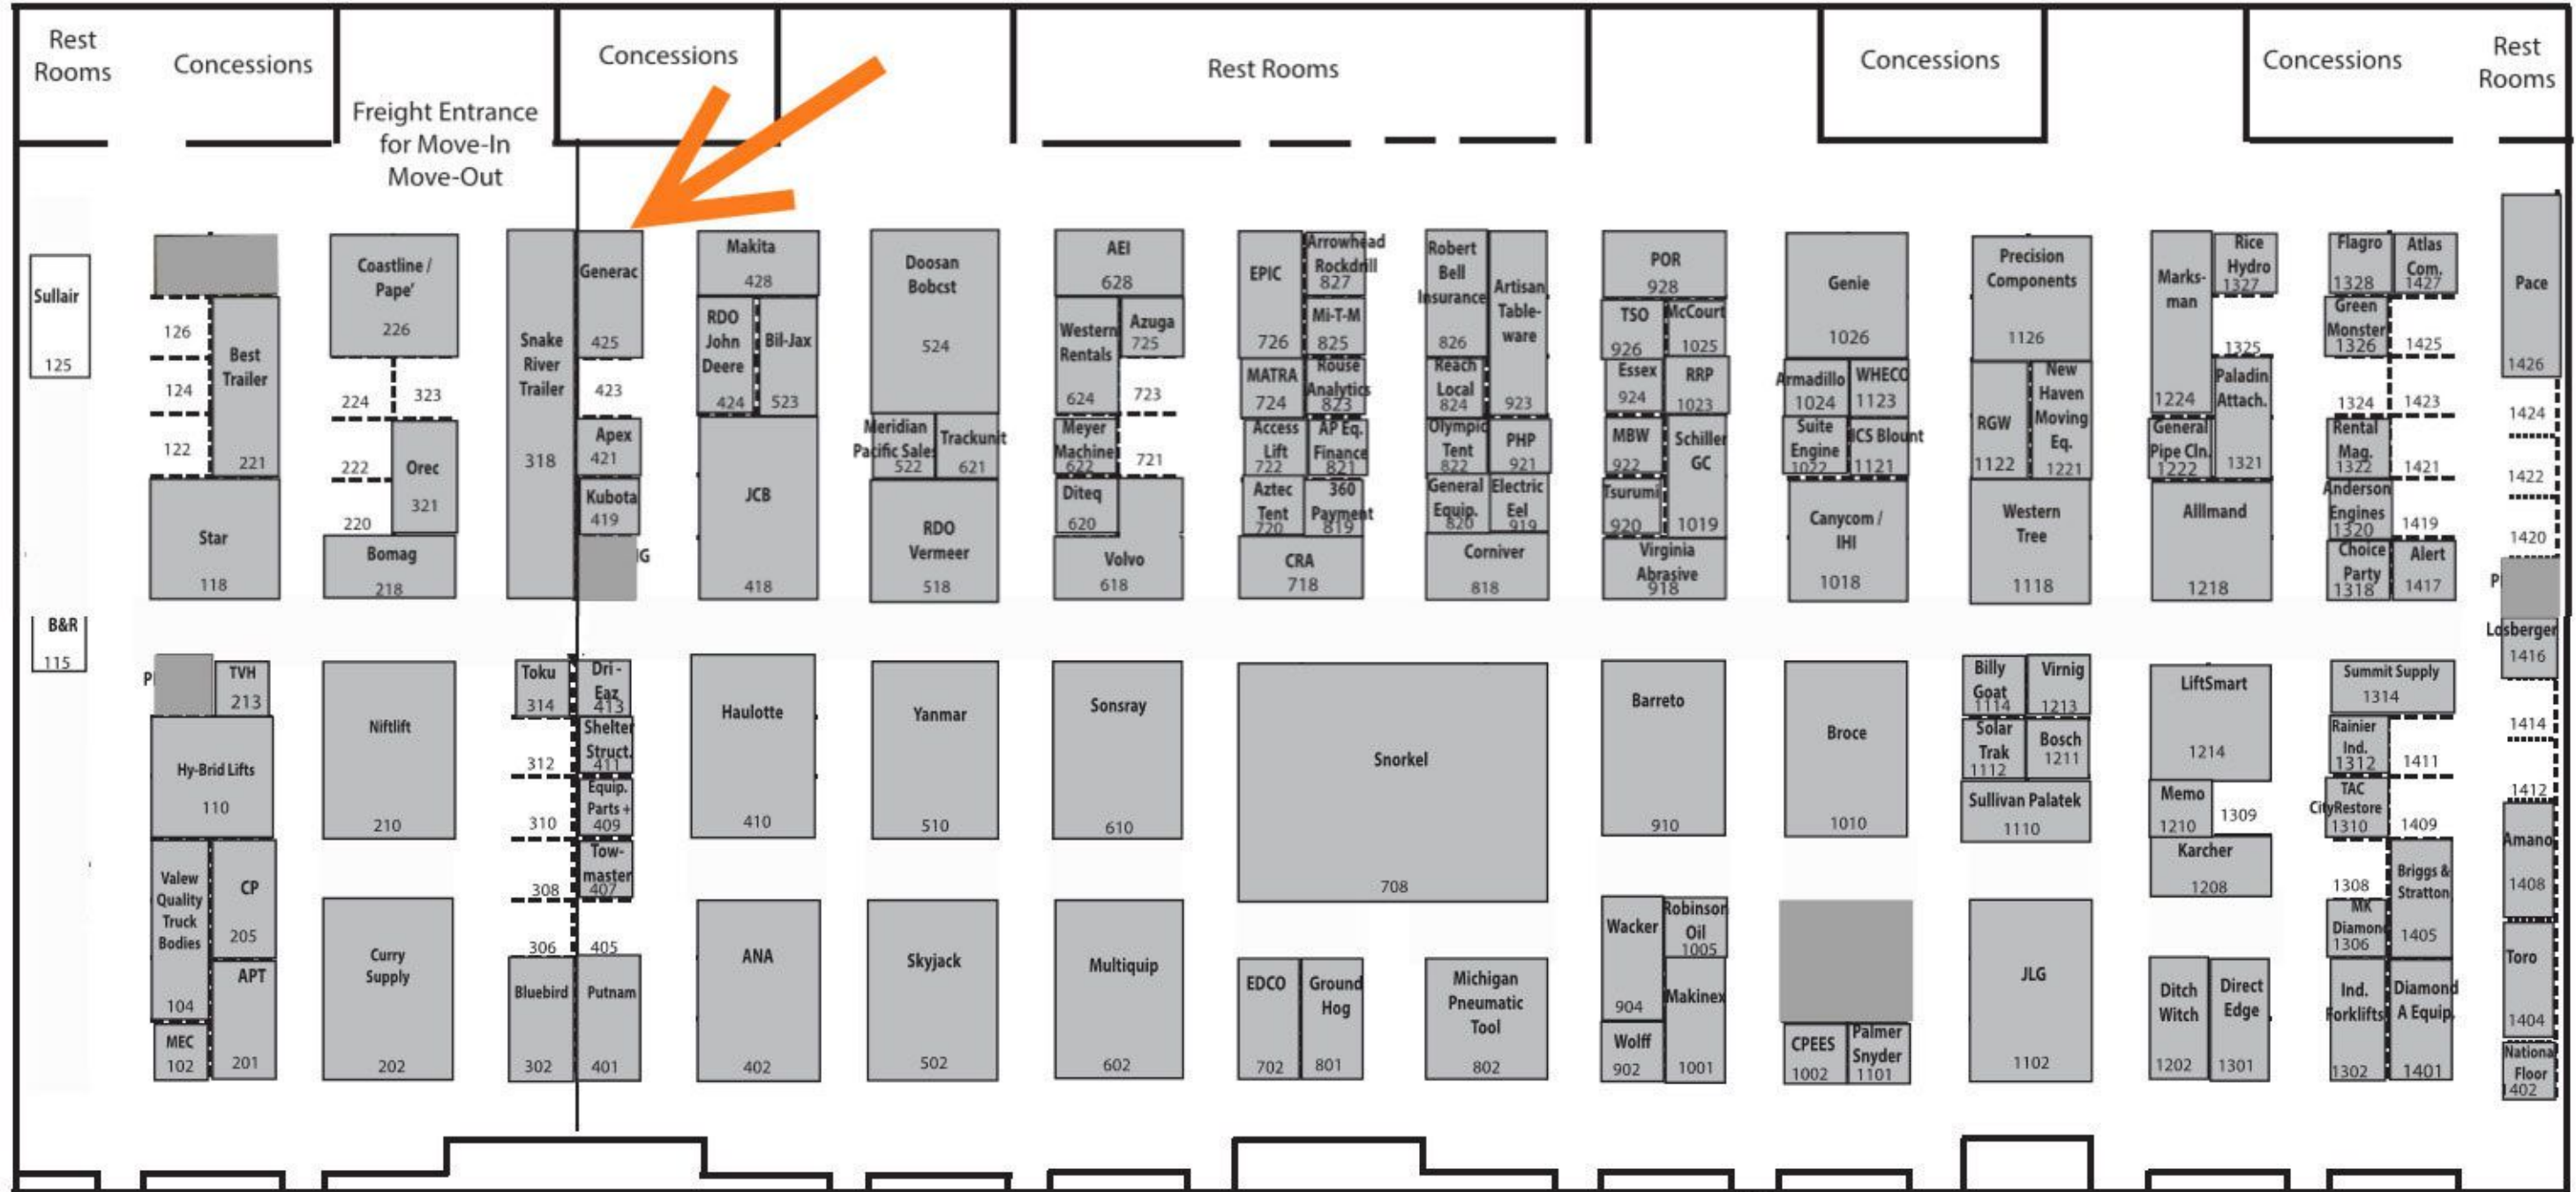 Rest
Rooms
Concessions
Freight Entrance
for Move-In
Move-Out
Concessions
Rest Rooms
Concessions
Concessions
Rest
Rooms
Sullair
125
B&R
115
126
124
122
Best
Trailer
221
Star
118
TVH
213
Hy-Brid Lifts
110
Valew
Quality
Truck
Bodies
104
CP
205
APT
201
MEC
102
Coastline /
Pape'
226
224
323
222
Orec
321
220
Bomag
218
Niftlift
210
Curry
Supply
202
Snake
River
Trailer
318
Generac
425
423
Apex
421
Kubota
419
G
Toku
314
Dri -
Eaz
413
Shelter
Struct.
411
312
Equip.
Parts +
409
310
Tow-
master
407
308
306
405
Bluebird
302
Putnam
401
Makita
428
RDO
John
Deere
424
Bil-Jax
523
JCB
418
Haulotte
410
ANA
402
Doosan
Bobcst
524
Meridian
Pacific Sales
522
Trackunit
621
RDO
Vermeer
518
Yanmar
510
Skyjack
502
AEI
628
Western
Rentals
624
Azuga
725
723
Meyer
Machine
622
721
Diteq
620
Volvo
618
Sonsray
610
Multiquip
602
EPIC
726
Arrowhead
Rockdrill
827
Mi-T-M
825
MATRA
724
Rouse
Analytics
823
Access
Lift
722
AP Eq.
Finance
821
Aztec
Tent
720
360
Payment
819
CRA
718
Snorkel
708
EDCO
702
Ground
Hog
801
Robert
Bell
Insurance
826
Artisan
Table-
ware
923
Reach
Local
824
Olympic
Tent
822
PHP
921
General
Equip.
820
Electric
Eel
919
Corniver
818
Michigan
Pneumatic
Tool
802
POR
928
TSO
926
McCourt
1025
Essex
924
RRP
1023
MBW
922
Schiller
GC
1019
Tsurumi
920
Virginia
Abrasive
918
Barreto
910
Wacker
904
Robinson
Oil
1005
Makinex
1001
Wolff
902
Genie
1026
Armadillo
1024
WHECO
1123
Suite
Engine
1022
ICS Blount
1121
Canycom /
IHI
1018
Broce
1010
CPEES
1002
Palmer
Snyder
1101
Precision
Components
1126
RGW
1122
New
Haven
Moving
Eq.
1221
Western
Tree
1118
Billy
Goat
1114
Virnig
1213
Solar
Trak
1112
Bosch
1211
Sullivan Palatek
1110
JLG
1102
Marks-
man
1224
Rice
Hydro
1327
1325
Paladin
Attach.
1321
General
Pipe Cln.
1222
Alllmand
1218
LiftSmart
1214
Memo
1210
1309
Karcher
1208
Ditch
Witch
1202
Direct
Edge
1301
Flagro
1328
Atlas
Com.
1427
Green
Monster
1326
1425
1324
1423
Rental
Mag.
1322
1421
Anderson
Engines
1320
1419
Choice
Party
1318
Alert
1417
Summit Supply
1314
Rainier
Ind.
1312
1411
TAC
CityRestore
1310
1409
1308
Briggs &
Stratton
1405
MK
Diamond
1306
Ind.
Forklifts
1302
Diamond
A Equip.
1401
Pace
1426
1424
1422
1420
Losberger
1416
1414
1412
Amano
1408
Toro
1404
National
Floor
1402